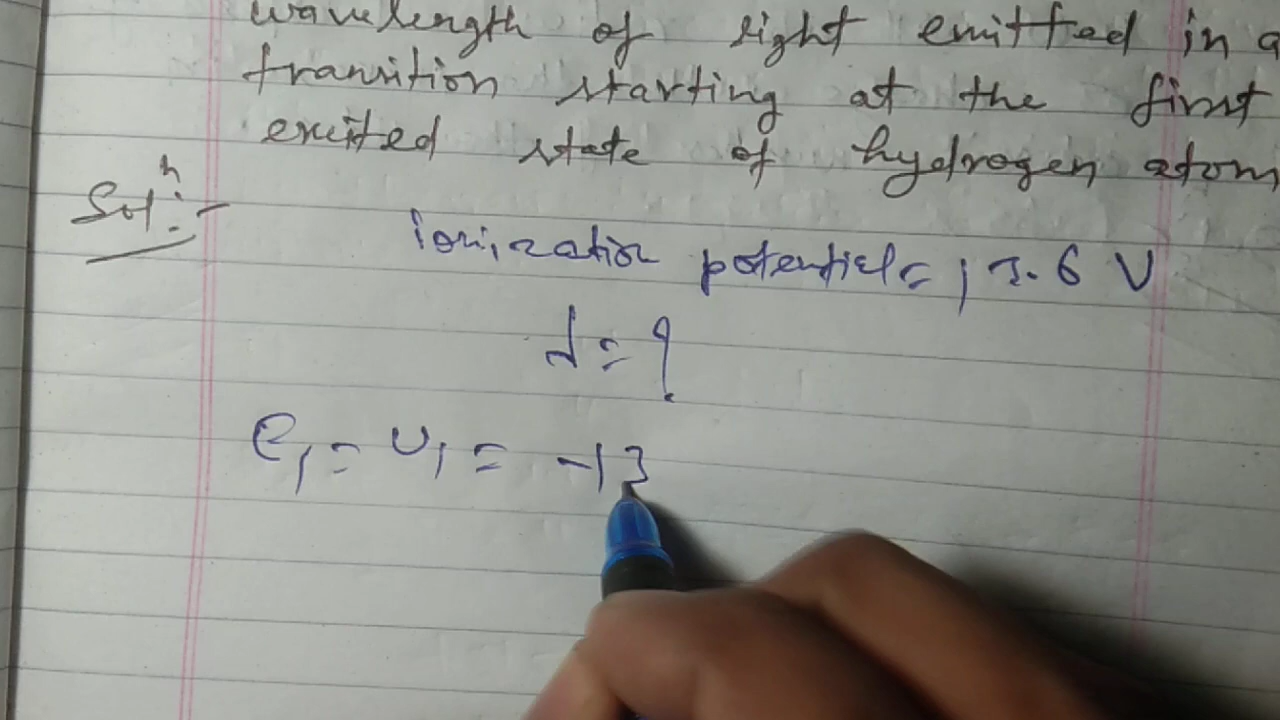 wavelength of light emitted in a
transition starting at the first
excited state of hydrogen atom
Solⁿ:-
ionization potential = 13.6 V
λ = ?
E₁ = U₁ = -13